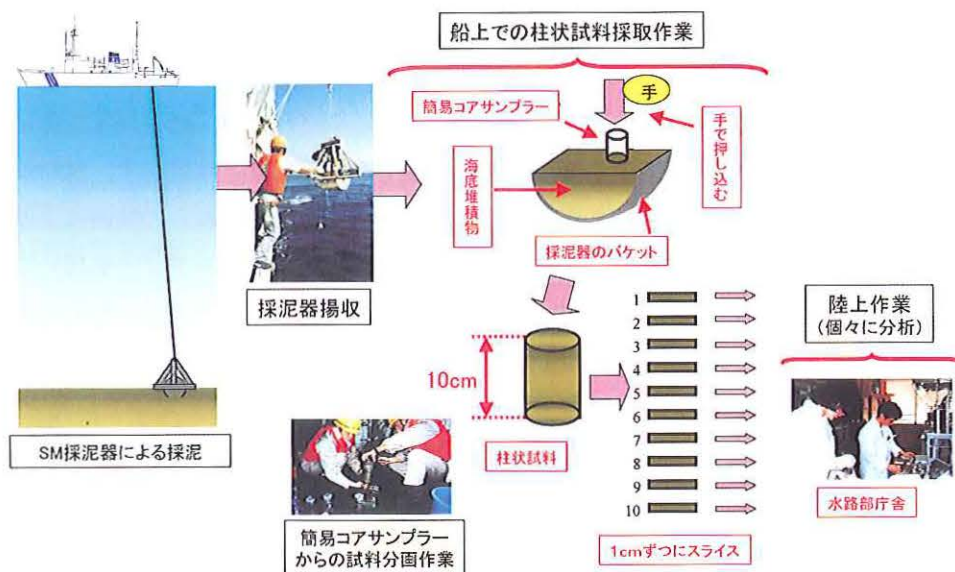 船上での柱状試料採取作業
手
簡易コアサンプラー
手で押し込む
海底堆積物
採泥器のバケット
採泥器揚収
SM採泥器による採泥
10cm
柱状試料
簡易コアサンプラー
からの試料分画作業
1
2
3
4
5
6
7
8
9
10
1cmずつにスライス
陸上作業
(個々に分析)
水路部庁舎